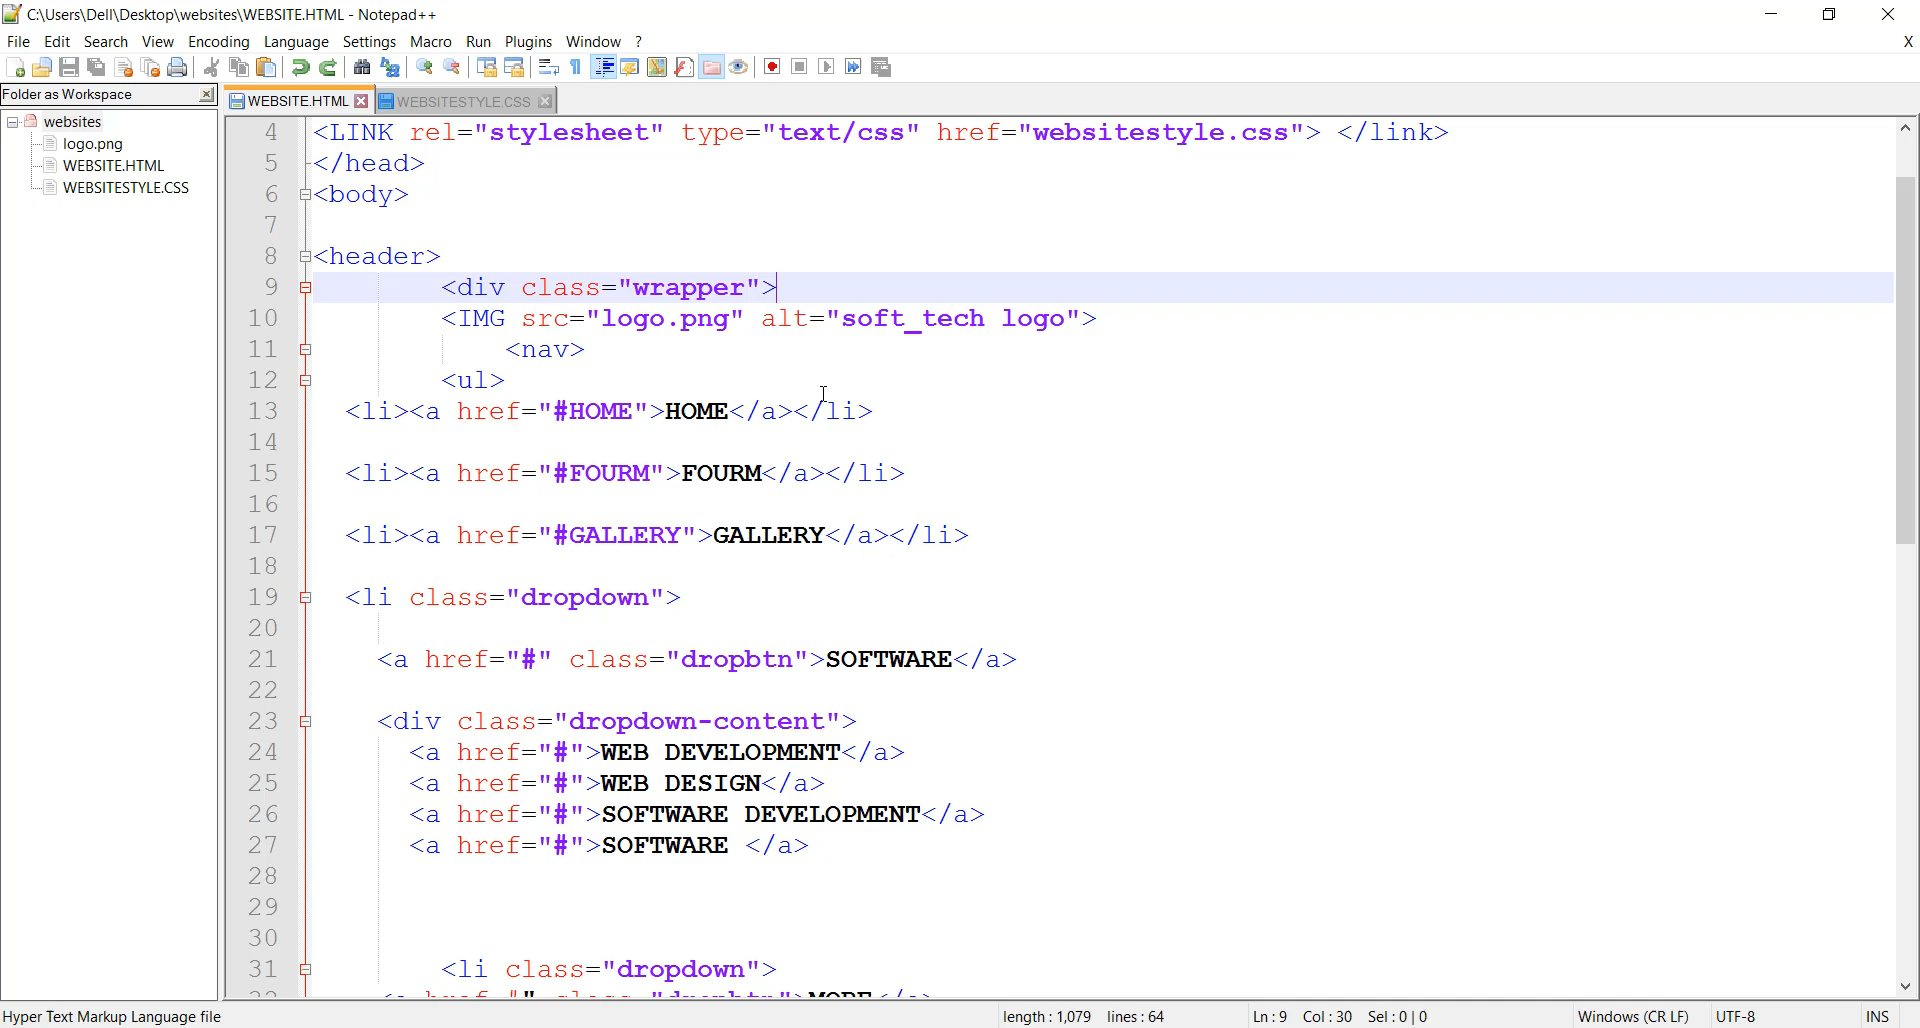 C:\Users\Dell\Desktop\websites\WEBSITE.HTML - Notepad++
File Edit Search View Encoding Language Settings Macro Run Plugins Window ? X
Folder as Workspace
websites
logo.png
WEBSITE.HTML
WEBSITESTYLE.CSS
WEBSITE.HTML WEBSITESTYLE.CSS
4 <LINK rel="stylesheet" type="text/css" href="websitestyle.css"> </link>
5 </head>
6 <body>
7
8 <header>
9 <div class="wrapper">
10 <IMG src="logo.png" alt="soft_tech logo">
11 <nav>
12 <ul>
13 <li><a href="#HOME">HOME</a></li>
14
15 <li><a href="#FOURM">FOURM</a></li>
16
17 <li><a href="#GALLERY">GALLERY</a></li>
18
19 <li class="dropdown">
20
21 <a href="#" class="dropbtn">SOFTWARE</a>
22
23 <div class="dropdown-content">
24 <a href="#">WEB DEVELOPMENT</a>
25 <a href="#">WEB DESIGN</a>
26 <a href="#">SOFTWARE DEVELOPMENT</a>
27 <a href="#">SOFTWARE </a>
28
29
30
31 <li class="dropdown">
Hyper Text Markup Language file length : 1,079 lines : 64 Ln : 9 Col : 30 Sel : 0 | 0 Windows (CR LF) UTF-8 INS